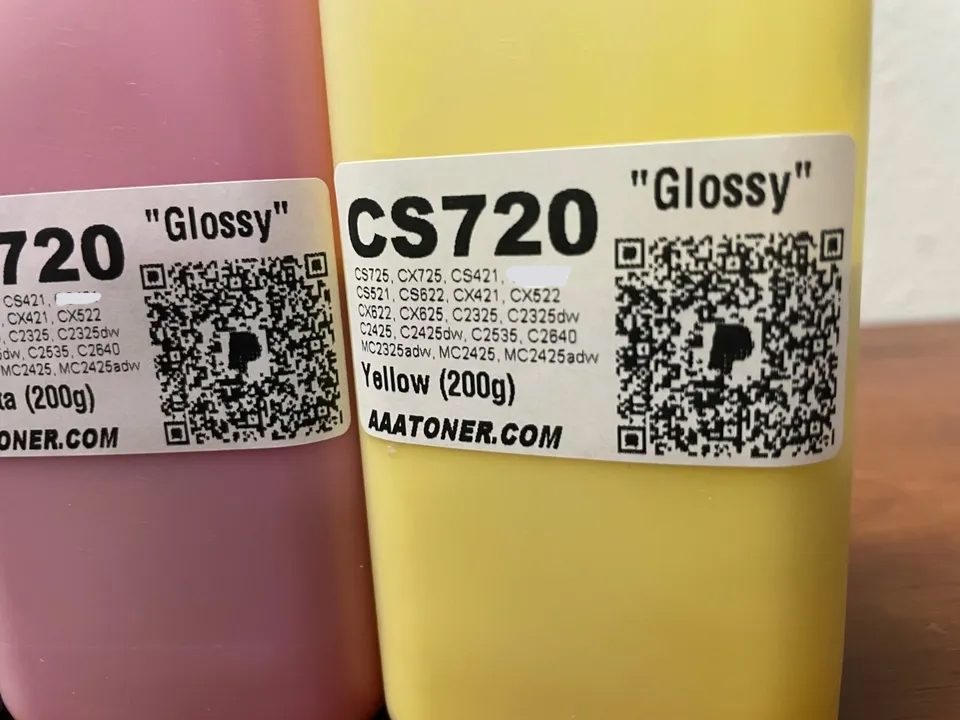 720
"Glossy"
CS421,
, CX421, CX522
, C2325, C2325dw
dw, C2535, C2640
MC2425, MC2425adw
ta (200g)
ONER.COM
CS720
"Glossy"
CS725, CX725, CS421,
CS521, CS622, CX421, CX522
CX622, CX625, C2325, C2325dw
C2425, C2425dw, C2535, C2640
MC2325adw, MC2425, MC2425adw
Yellow (200g)
AAATONER.COM